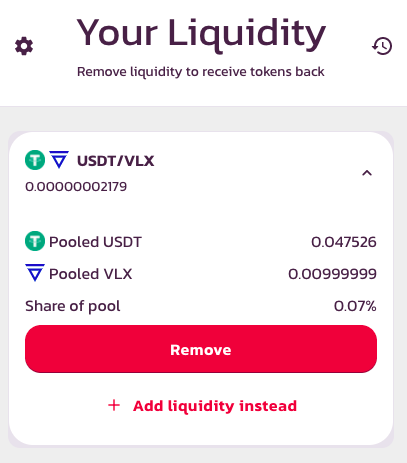 Your Liquidity
Remove liquidity to receive tokens back
USDT/VLX
0.00000002179
Pooled USDT 0.047526
Pooled VLX 0.00999999
Share of pool 0.07%
Remove
+ Add liquidity instead